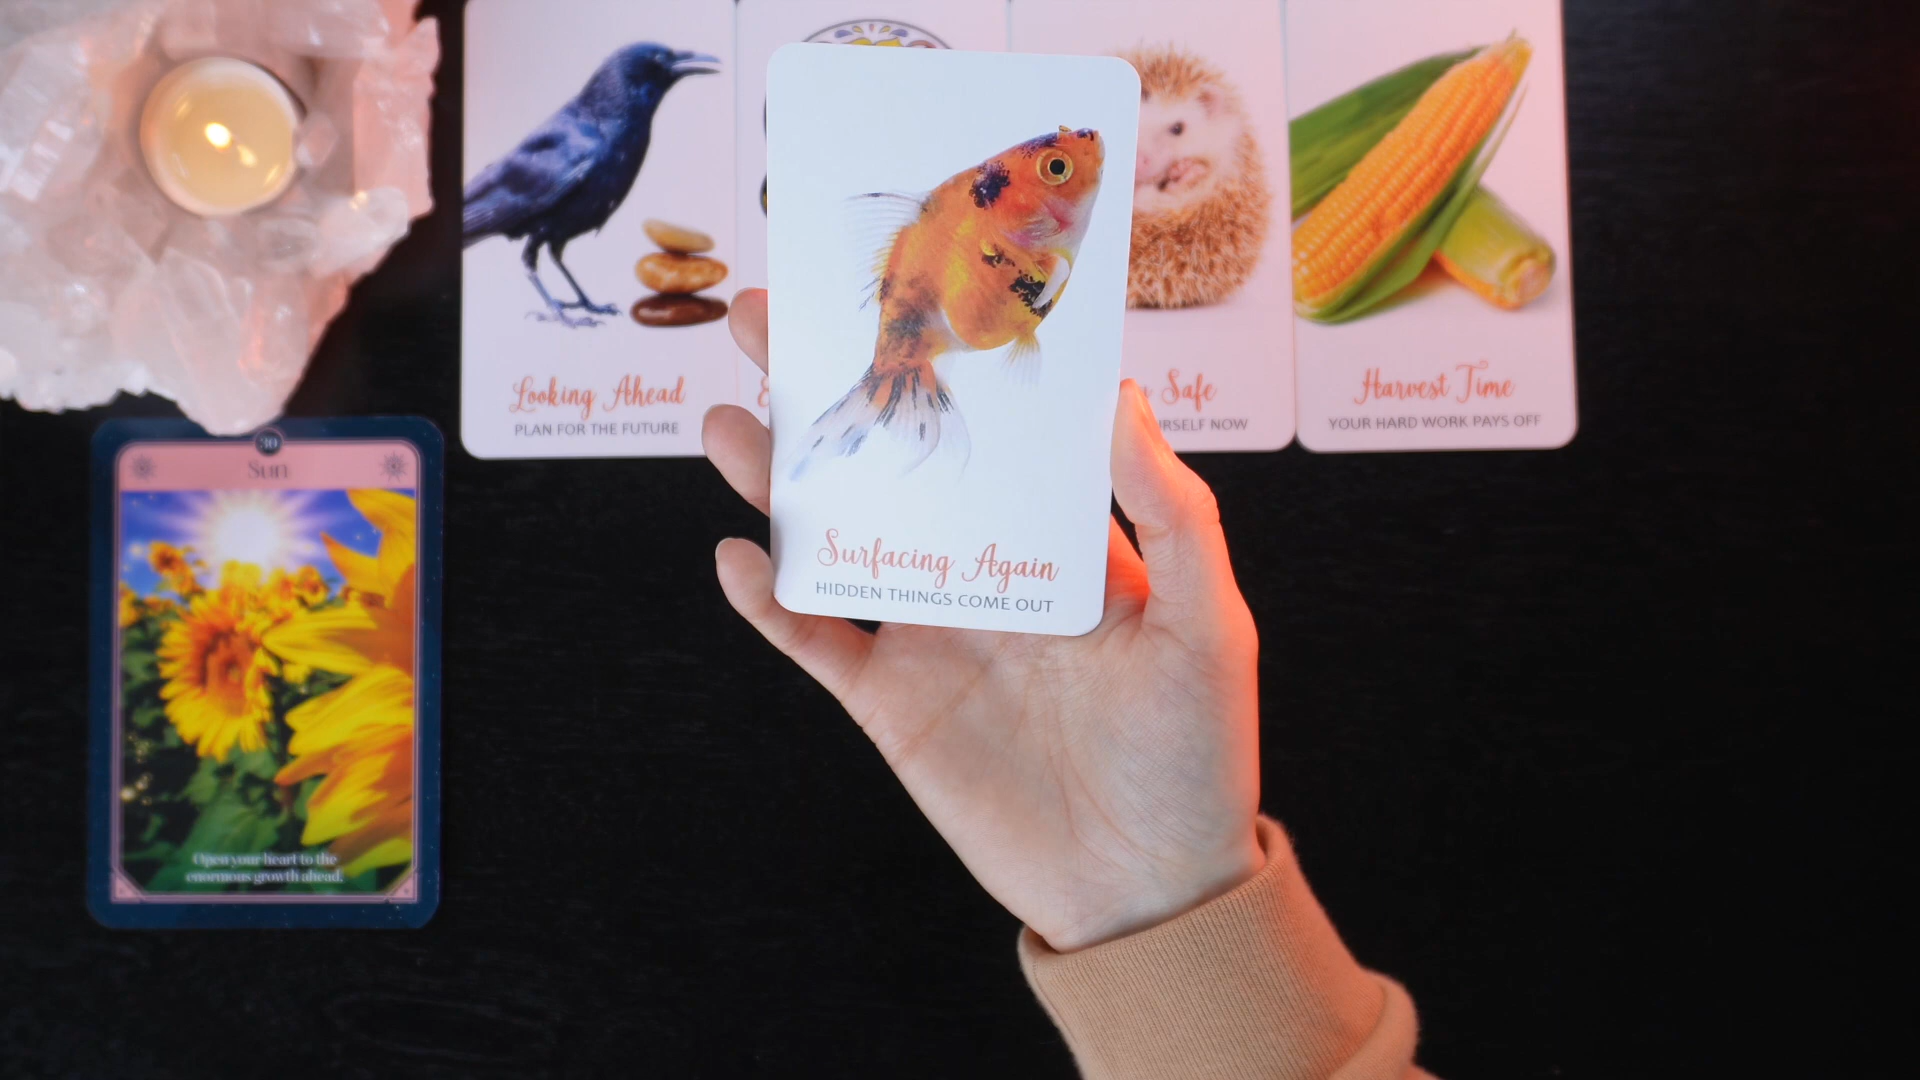 Looking Ahead
PLAN FOR THE FUTURE
Safe
NOW
Harvest Time
YOUR HARD WORK PAYS OFF
Surfacing Again
HIDDEN THINGS COME OUT
30
Sun
Open your heart to the
enormous growth ahead.